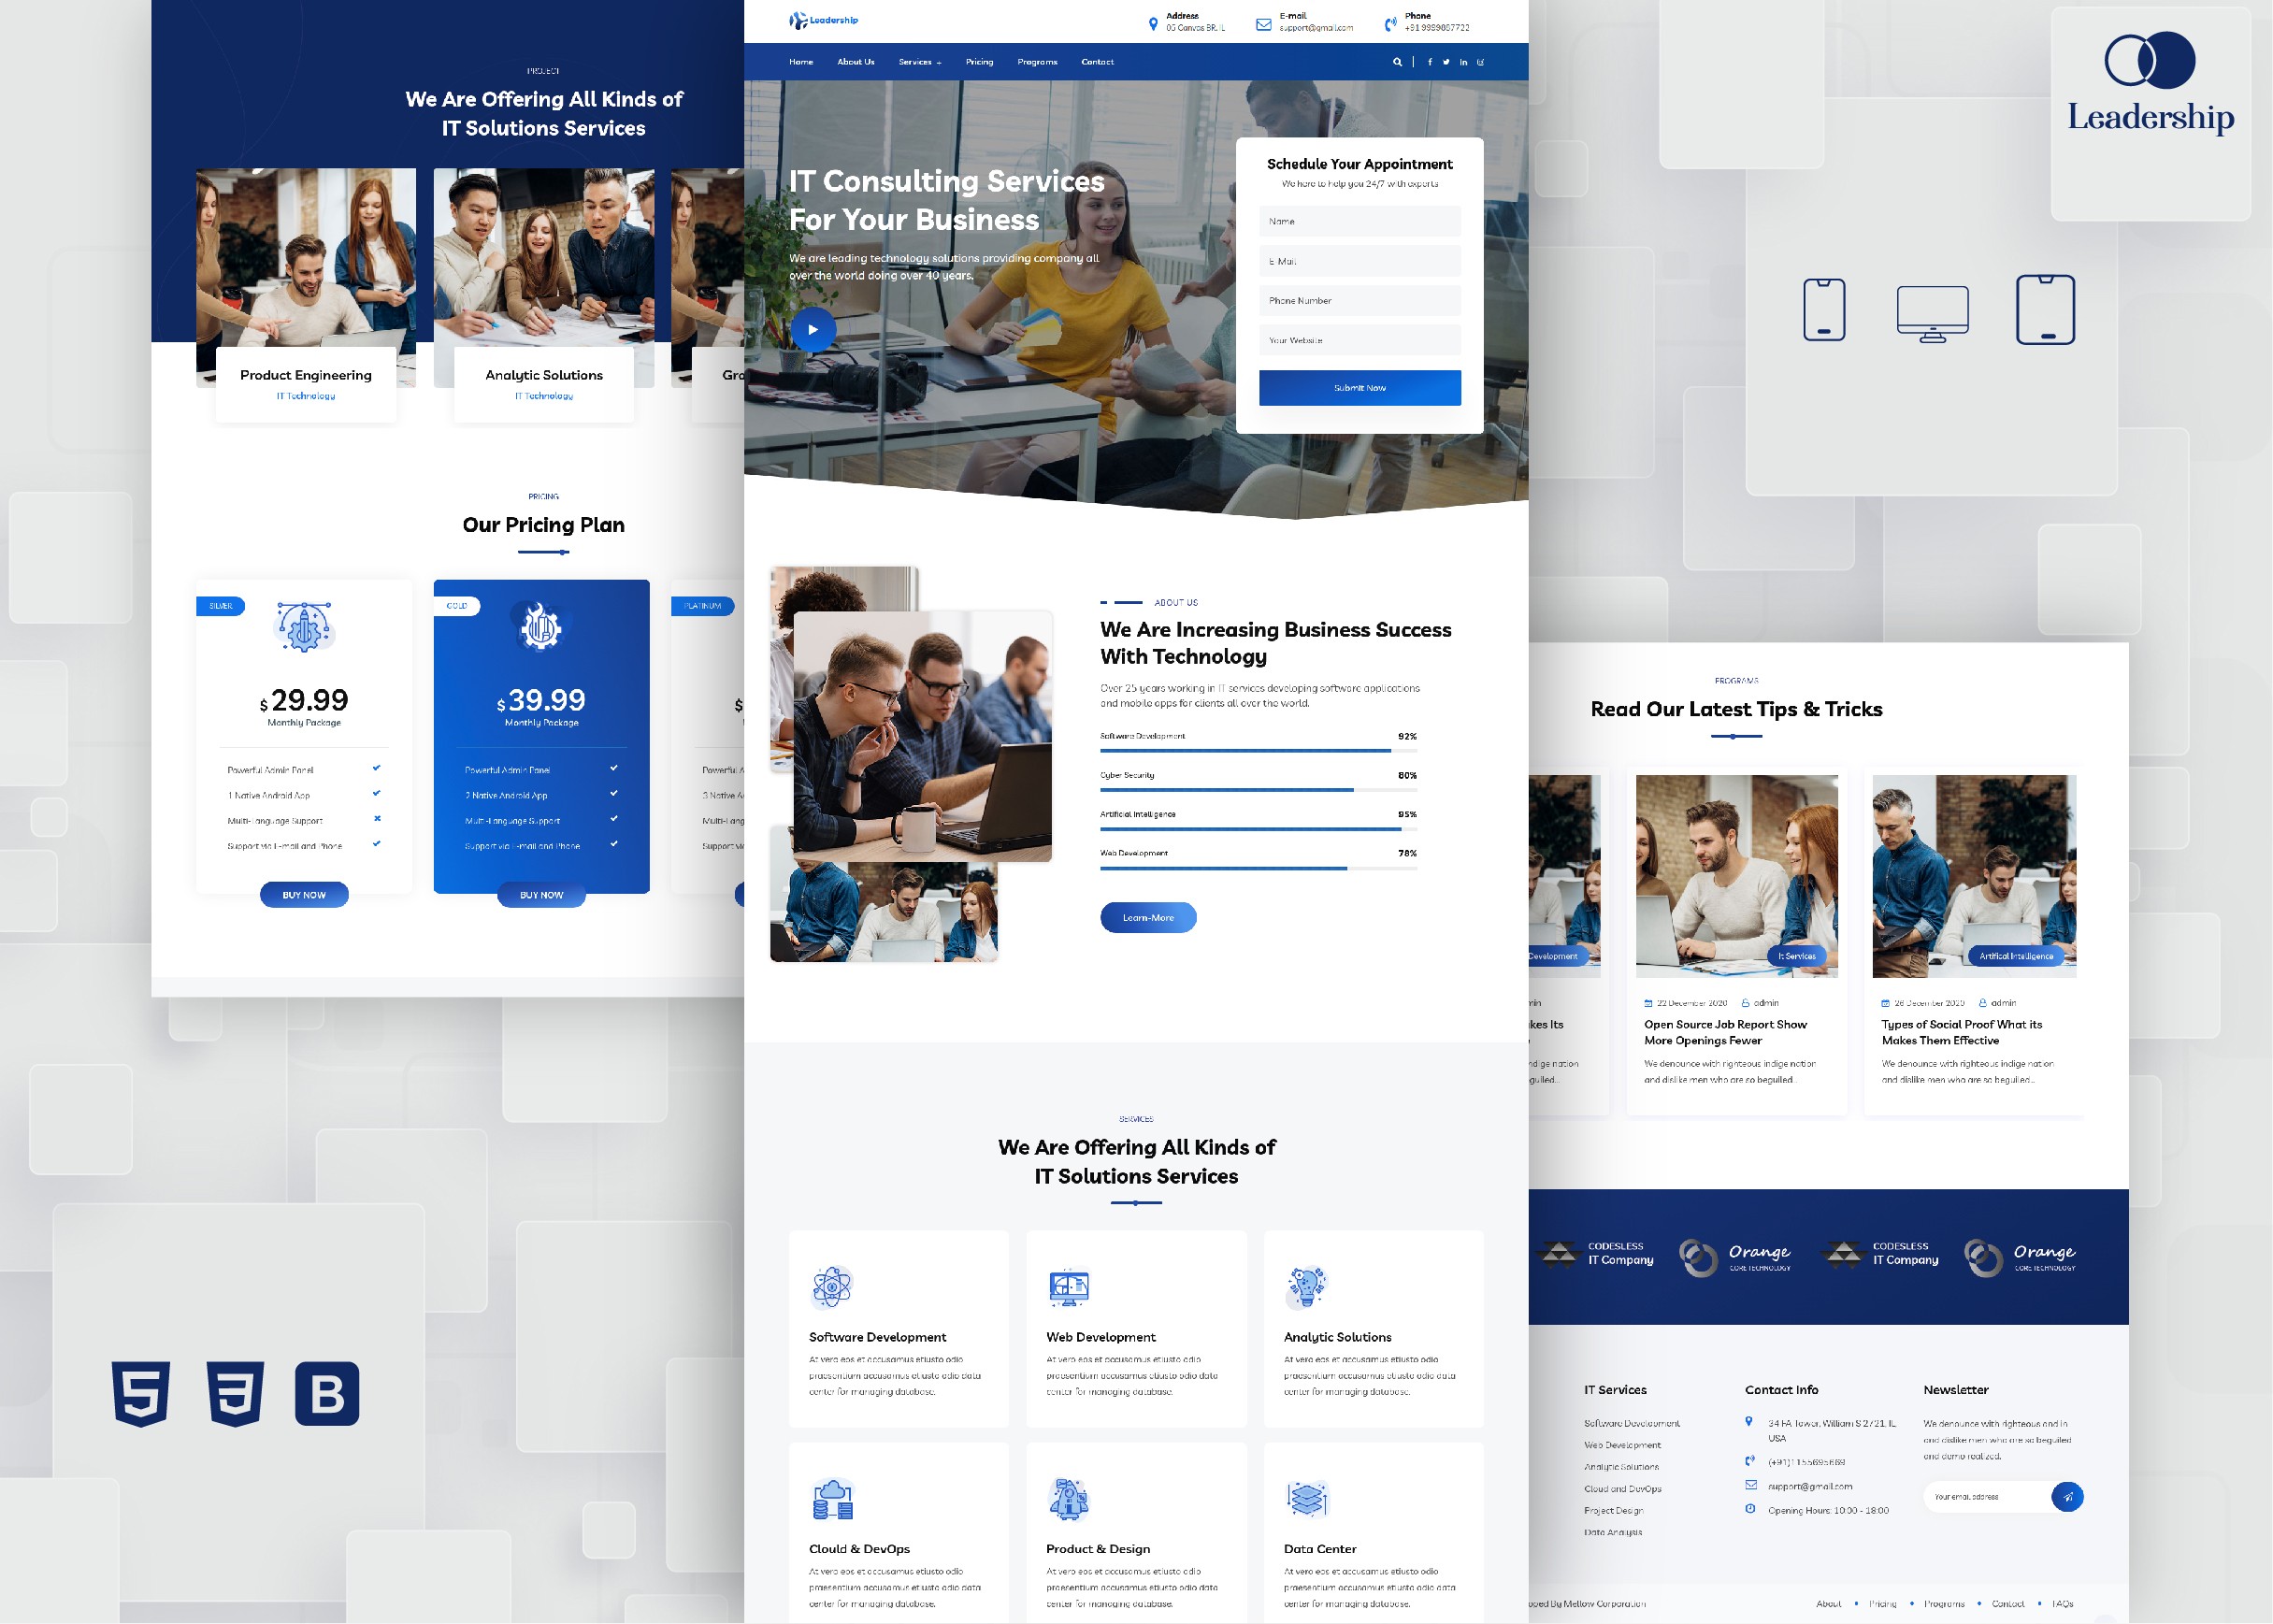 PROJECT
We Are Offering All Kinds of
IT Solutions Services
Product Engineering
IT Technology
Analytic Solutions
IT Technology
Gro
PRICING
Our Pricing Plan
SILVER
$29.99
Monthly Package
Powerful Admin Panel
1 Native Android App
Multi-Language Support
Support via E-mail and Phone
BUY NOW
GOLD
$39.99
Monthly Package
Powerful Admin Panel
2 Native Android App
Multi-Language Support
Support via E-mail and Phone
BUY NOW
PLATINUM
$
Powerful A
3 Native A
Multi-Lang
Support vi
B
Leadership
Address
05 Canvas BR. IL
E-mail
support@gmail.com
Phone
+91 9999887722
Home About Us Services + Pricing Programs Contact
IT Consulting Services
For Your Business
We are leading technology solutions providing company all
over the world doing over 40 years.
Schedule Your Appointment
We here to help you 24/7 with experts
Name
E-Mail
Phone Number
Your Website
Submit Now
ABOUT US
We Are Increasing Business Success
With Technology
Over 25 years working in IT services developing software applications
and mobile apps for clients all over the world.
Software Development 92%
Cyber Security 80%
Artificial Intelligence 95%
Web Development 78%
Learn-More
SERVICES
We Are Offering All Kinds of
IT Solutions Services
Software Development
At vero eos et accusamus etiusto odio
praesentium accusamus etiusto odio data
center for managing database.
Web Development
At vero eos et accusamus etiusto odio
praesentium accusamus etiusto odio data
center for managing database.
Analytic Solutions
At vero eos et accusamus etiusto odio
praesentium accusamus etiusto odio data
center for managing database.
Clould & DevOps
At vero eos et accusamus etiusto odio
praesentium accusamus etiusto odio data
center for managing database.
Product & Design
At vero eos et accusamus etiusto odio
praesentium accusamus etiusto odio data
center for managing database.
Data Center
At vero eos et accusamus etiusto odio
praesentium accusamus etiusto odio data
center for managing database.
Leadership
PROGRAMS
Read Our Latest Tips & Tricks
Development
min
kes Its
ndige nation
guiled...
It Services
22 December 2020 admin
Open Source Job Report Show
More Openings Fewer
We denounce with righteous indige nation
and dislike men who are so beguiled...
Artifical Intelligence
26 December 2020 admin
Types of Social Proof What its
Makes Them Effective
We denounce with righteous indige nation
and dislike men who are so beguiled...
CODESLESS
IT Company
Orange
CORE TECHNOLOGY
CODESLESS
IT Company
Orange
CORE TECHNOLOGY
IT Services
Software Development
Web Development
Analytic Solutions
Cloud and DevOps
Project Design
Data Analysis
Contact Info
34 FA Tower, William S 2721, IL,
USA
(+91)1155695669
support@gmail.com
Opening Hours: 10:00 - 18:00
Newsletter
We denounce with righteous and in
and dislike men who are so beguiled
and demo realized.
Your email address
oped By Mellow Corporation
About • Pricing • Programs • Contact • FAQs